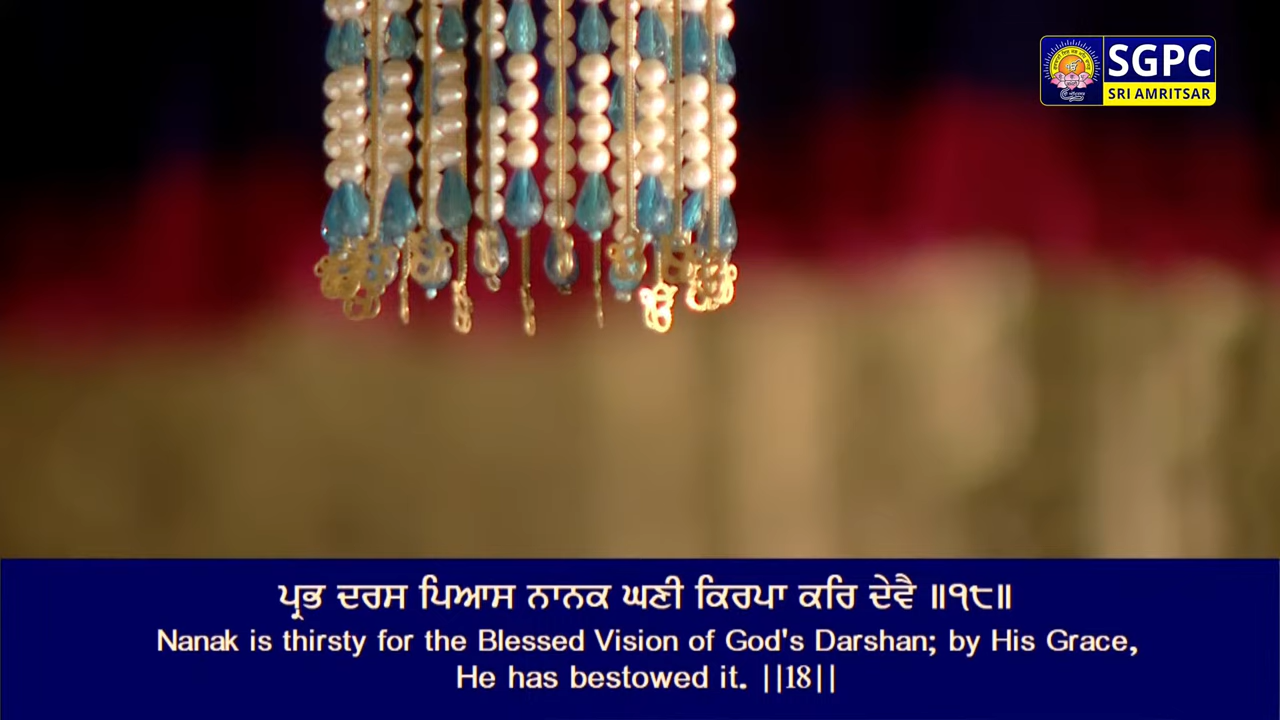 SGPC
SRI AMRITSAR
ਪ੍ਰਭ ਦਰਸ ਪਿਆਸ ਨਾਨਕ ਘਣੀ ਕਿਰਪਾ ਕਰਿ ਦੇਵੈ ॥੧੮॥
Nanak is thirsty for the Blessed Vision of God's Darshan; by His Grace,
He has bestowed it. ||18||